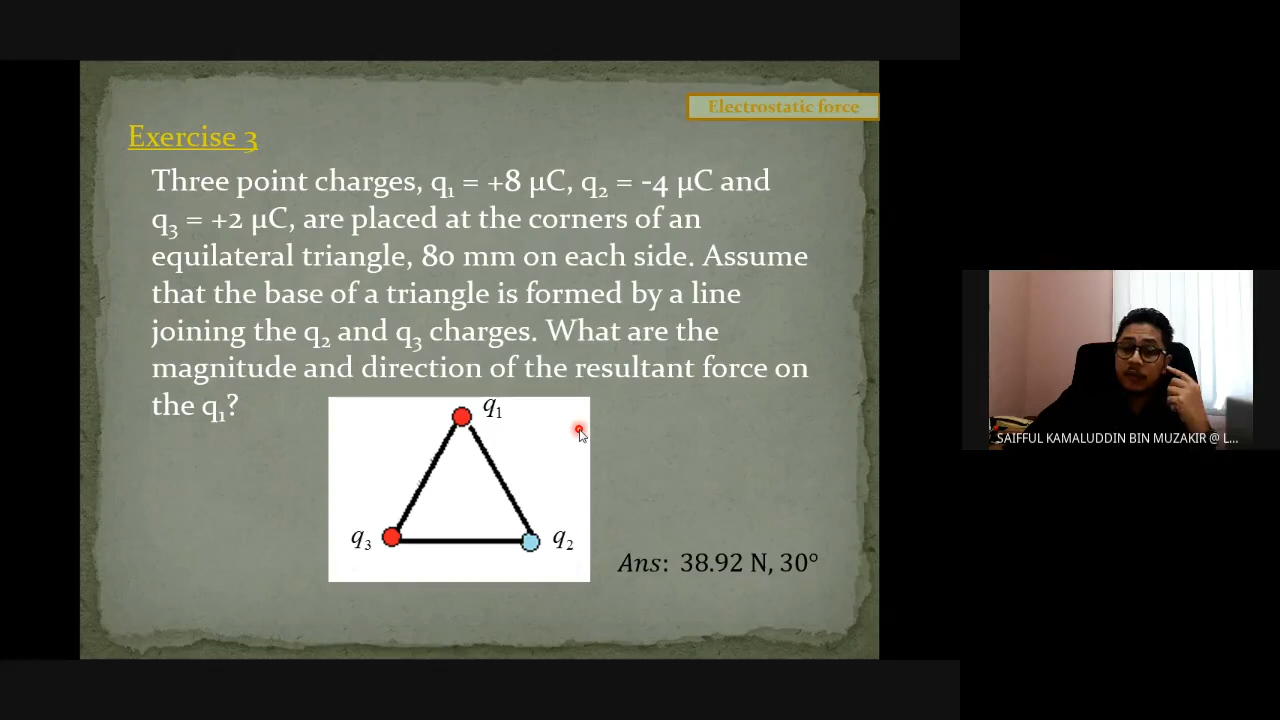 Electrostatic force
Exercise 3
Three point charges, q₁ = +8 μC, q₂ = -4 μC and
q₃ = +2 μC, are placed at the corners of an
equilateral triangle, 80 mm on each side. Assume
that the base of a triangle is formed by a line
joining the q₂ and q₃ charges. What are the
magnitude and direction of the resultant force on
the q₁?
q₁
q₃
q₂
Ans: 38.92 N, 30°
SAIFFUL KAMALUDDIN BIN MUZAKIR @ L...